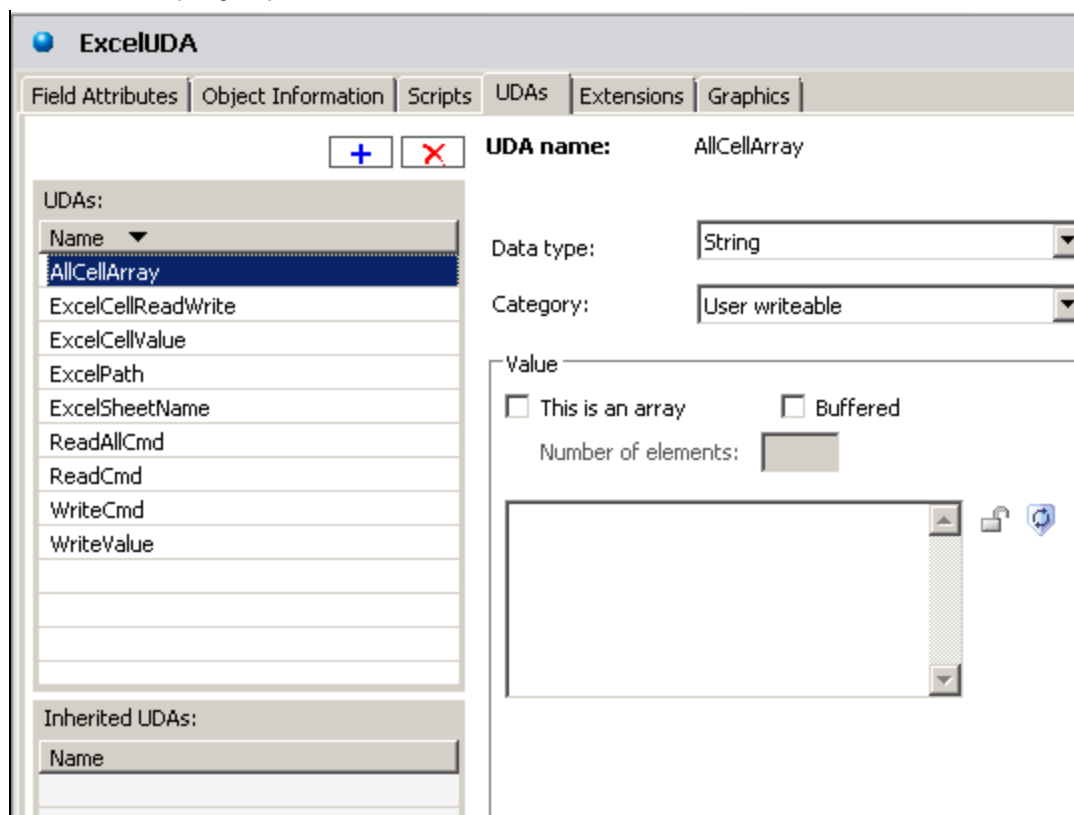 ExcelUDA
Field Attributes Object Information Scripts UDAs Extensions Graphics
UDA name: AllCellArray
UDAs:
Name
AllCellArray
ExcelCellReadWrite
ExcelCellValue
ExcelPath
ExcelSheetName
ReadAllCmd
ReadCmd
WriteCmd
WriteValue
Data type: String
Category: User writeable
Value
This is an array Buffered
Number of elements:
Inherited UDAs:
Name